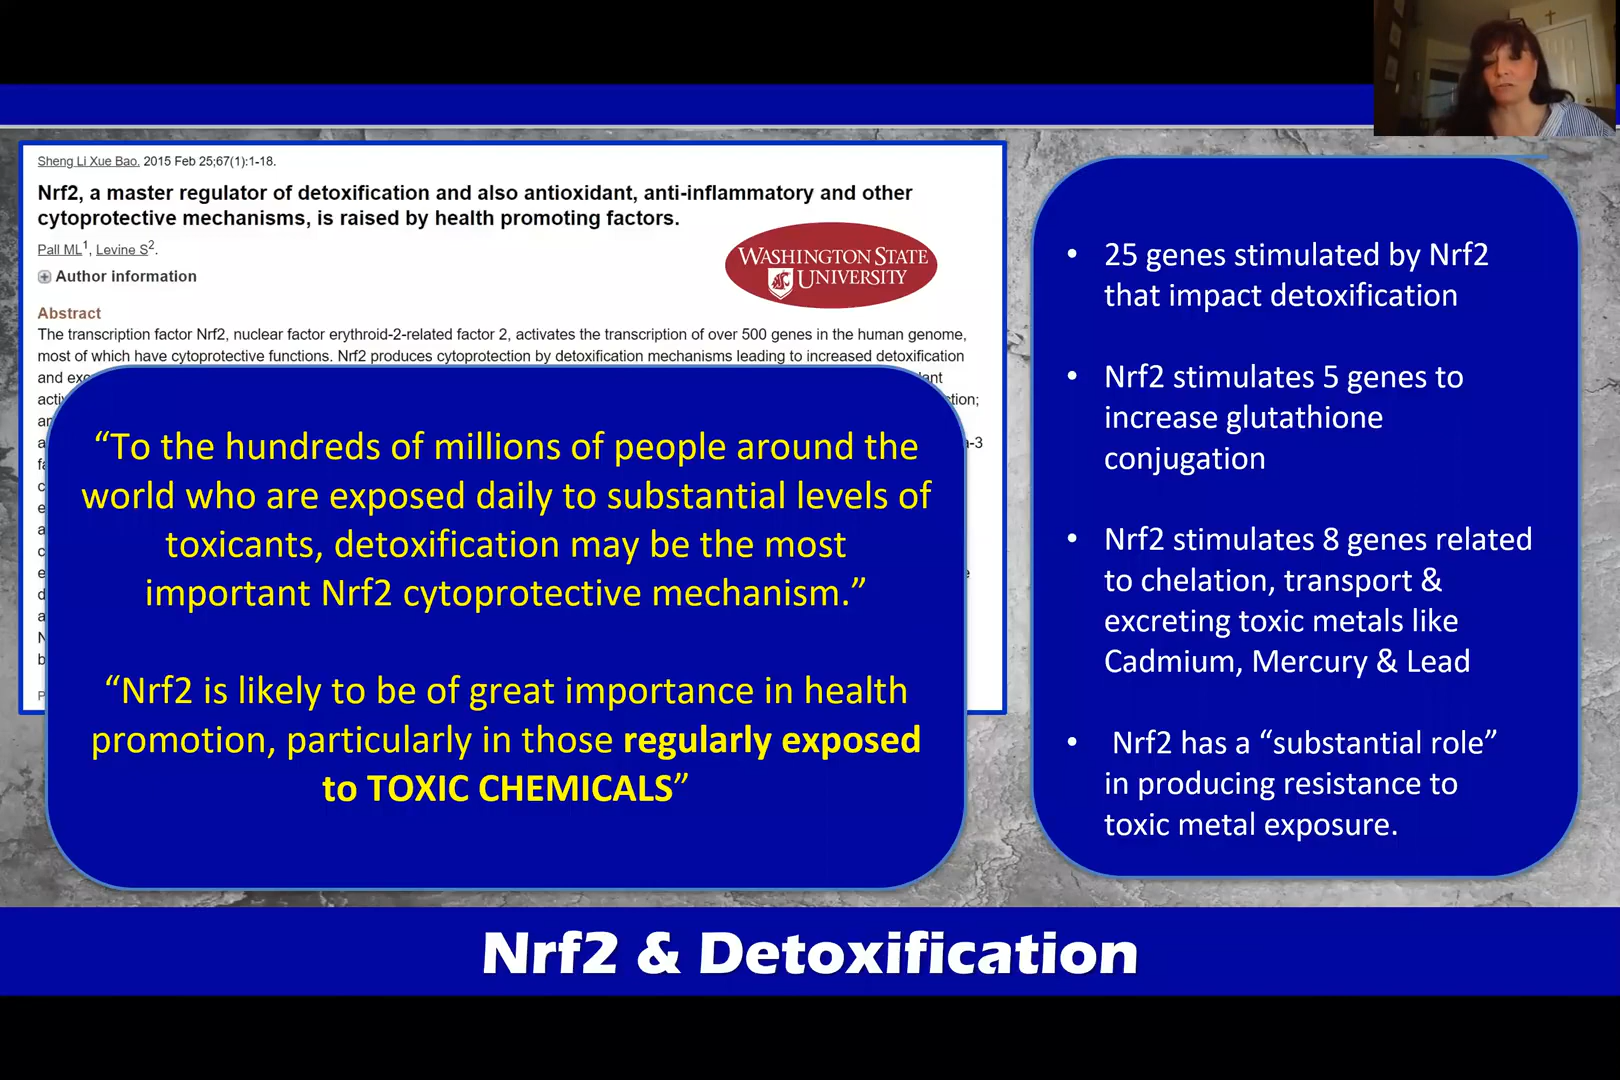 Sheng Li Xue Bao. 2015 Feb 25;67(1):1-18.
Nrf2, a master regulator of detoxification and also antioxidant, anti-inflammatory and other
cytoprotective mechanisms, is raised by health promoting factors.
Pall ML1, Levine S2.
Author information
WASHINGTON STATE
UNIVERSITY
Abstract
The transcription factor Nrf2, nuclear factor erythroid-2-related factor 2, activates the transcription of over 500 genes in the human genome,
most of which have cytoprotective functions. Nrf2 produces cytoprotection by detoxification mechanisms leading to increased detoxification
and
“To the hundreds of millions of people around the
world who are exposed daily to substantial levels of
toxicants, detoxification may be the most
important Nrf2 cytoprotective mechanism.”
“Nrf2 is likely to be of great importance in health
promotion, particularly in those regularly exposed
to TOXIC CHEMICALS”
• 25 genes stimulated by Nrf2
that impact detoxification
• Nrf2 stimulates 5 genes to
increase glutathione
conjugation
• Nrf2 stimulates 8 genes related
to chelation, transport &
excreting toxic metals like
Cadmium, Mercury & Lead
• Nrf2 has a “substantial role”
in producing resistance to
toxic metal exposure.
Nrf2 & Detoxification